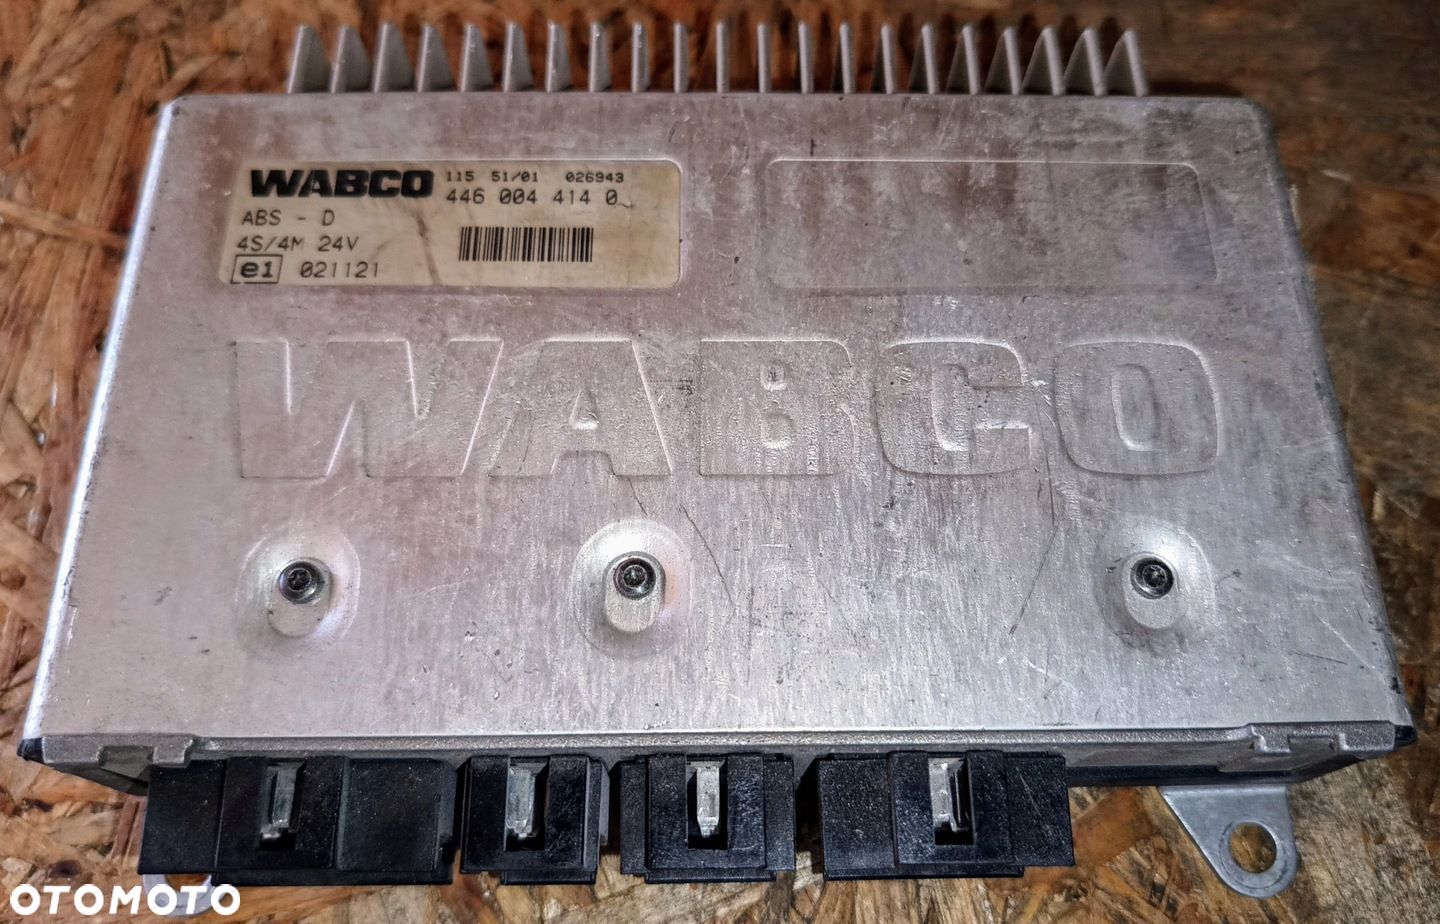 WABCO 115 51/01 026943
446 004 414 0
ABS - D
4S/4M 24V
e1 021121
WABCO
OTOMOTO